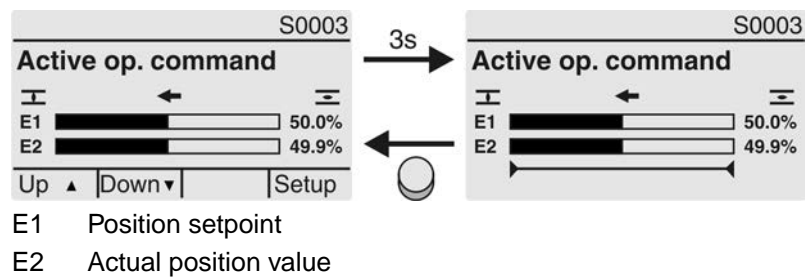 S0003
Active op. command
E1 50.0%
E2 49.9%
Up ▲ Down ▼ Setup
3s
S0003
Active op. command
E1 50.0%
E2 49.9%
E1 Position setpoint
E2 Actual position value